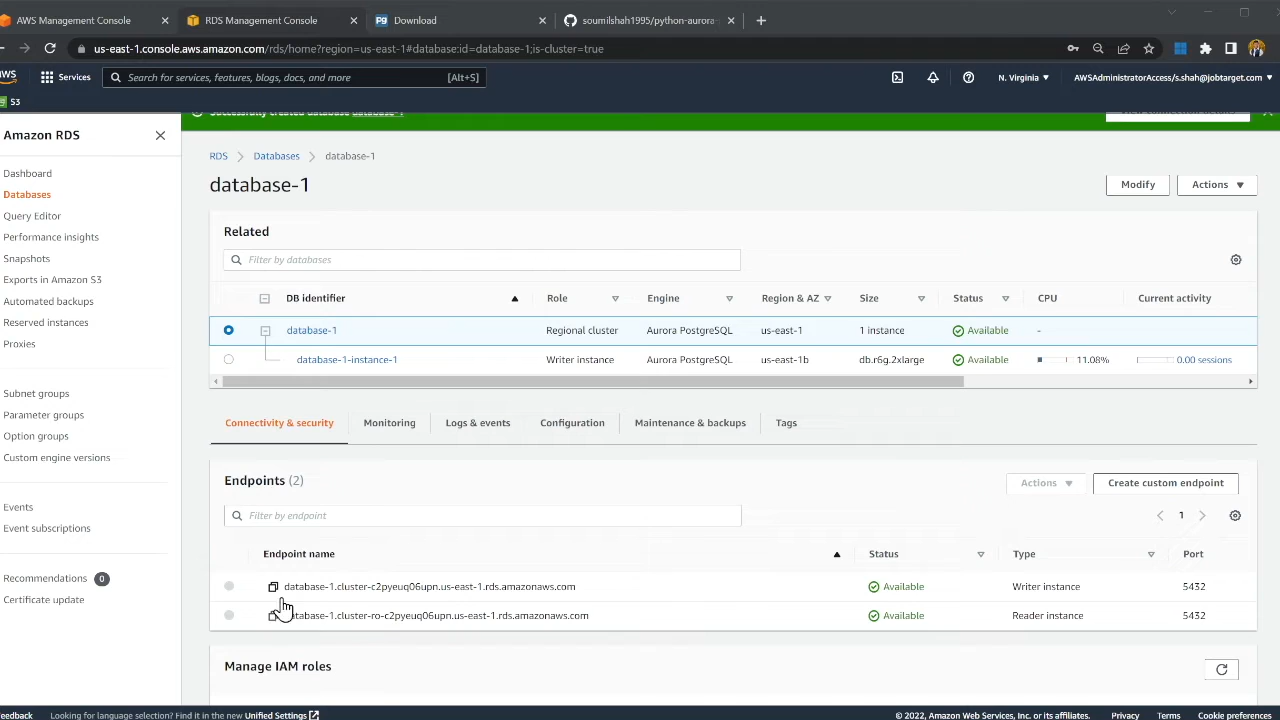 AWS Management Console
RDS Management Console
Download
soumilshah1995/python-aurora-
us-east-1.console.aws.amazon.com/rds/home?region=us-east-1#database:id=database-1;is-cluster=true
aws
Services
Search for services, features, blogs, docs, and more
[Alt+S]
N. Virginia
AWSAdministratorAccess/s.shah@jobtarget.com
S3
Amazon RDS
Dashboard
Databases
Query Editor
Performance insights
Snapshots
Exports in Amazon S3
Automated backups
Reserved instances
Proxies
Subnet groups
Parameter groups
Option groups
Custom engine versions
Events
Event subscriptions
Recommendations 0
Certificate update
Successfully created database database-1
RDS > Databases > database-1
database-1
Modify
Actions
Related
Filter by databases
DB identifier Role Engine Region & AZ Size Status CPU Current activity
database-1 Regional cluster Aurora PostgreSQL us-east-1 1 instance Available -
database-1-instance-1 Writer instance Aurora PostgreSQL us-east-1b db.r6g.2xlarge Available 11.08% 0.00 sessions
Connectivity & security Monitoring Logs & events Configuration Maintenance & backups Tags
Endpoints (2)
Actions
Create custom endpoint
Filter by endpoint
1
Endpoint name Status Type Port
database-1.cluster-c2pyeuq06upn.us-east-1.rds.amazonaws.com Available Writer instance 5432
database-1.cluster-ro-c2pyeuq06upn.us-east-1.rds.amazonaws.com Available Reader instance 5432
Manage IAM roles
Feedback Looking for language selection? Find it in the new Unified Settings
© 2022, Amazon Web Services, Inc. or its affiliates. Privacy Terms Cookie preferences